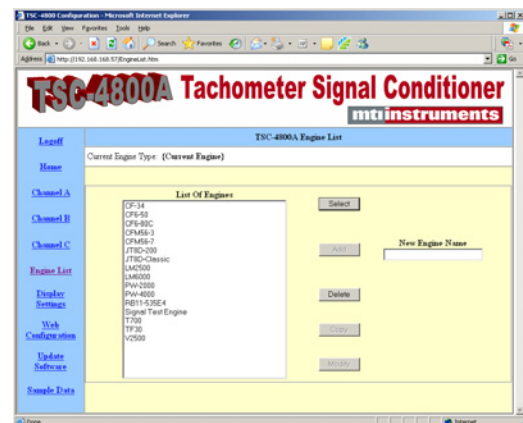 TSC-4800 Configuration - Microsoft Internet Explorer
File Edit View Favorites Tools Help
Back Search Favorites
Address http://192.168.168.57/EngineList.htm Go
TSC-4800A Tachometer Signal Conditioner
mti instruments
Logoff
Home
Channel A
Channel B
Channel C
Engine List
Display
Settings
Web
Configuration
Update
Software
Sample Data
TSC-4800A Engine List
Current Engine Type: {Current Engine}
List Of Engines
CF-34
CF6-50
CF6-80C
CFM56-3
CFM56-7
JT8D-200
JT8D-Classic
LM2500
LM6000
PW-2000
PW-4000
RB11-535E4
Signal Test Engine
T700
TF30
V2500
Select
Add
Delete
Copy
Modify
New Engine Name
Done Internet